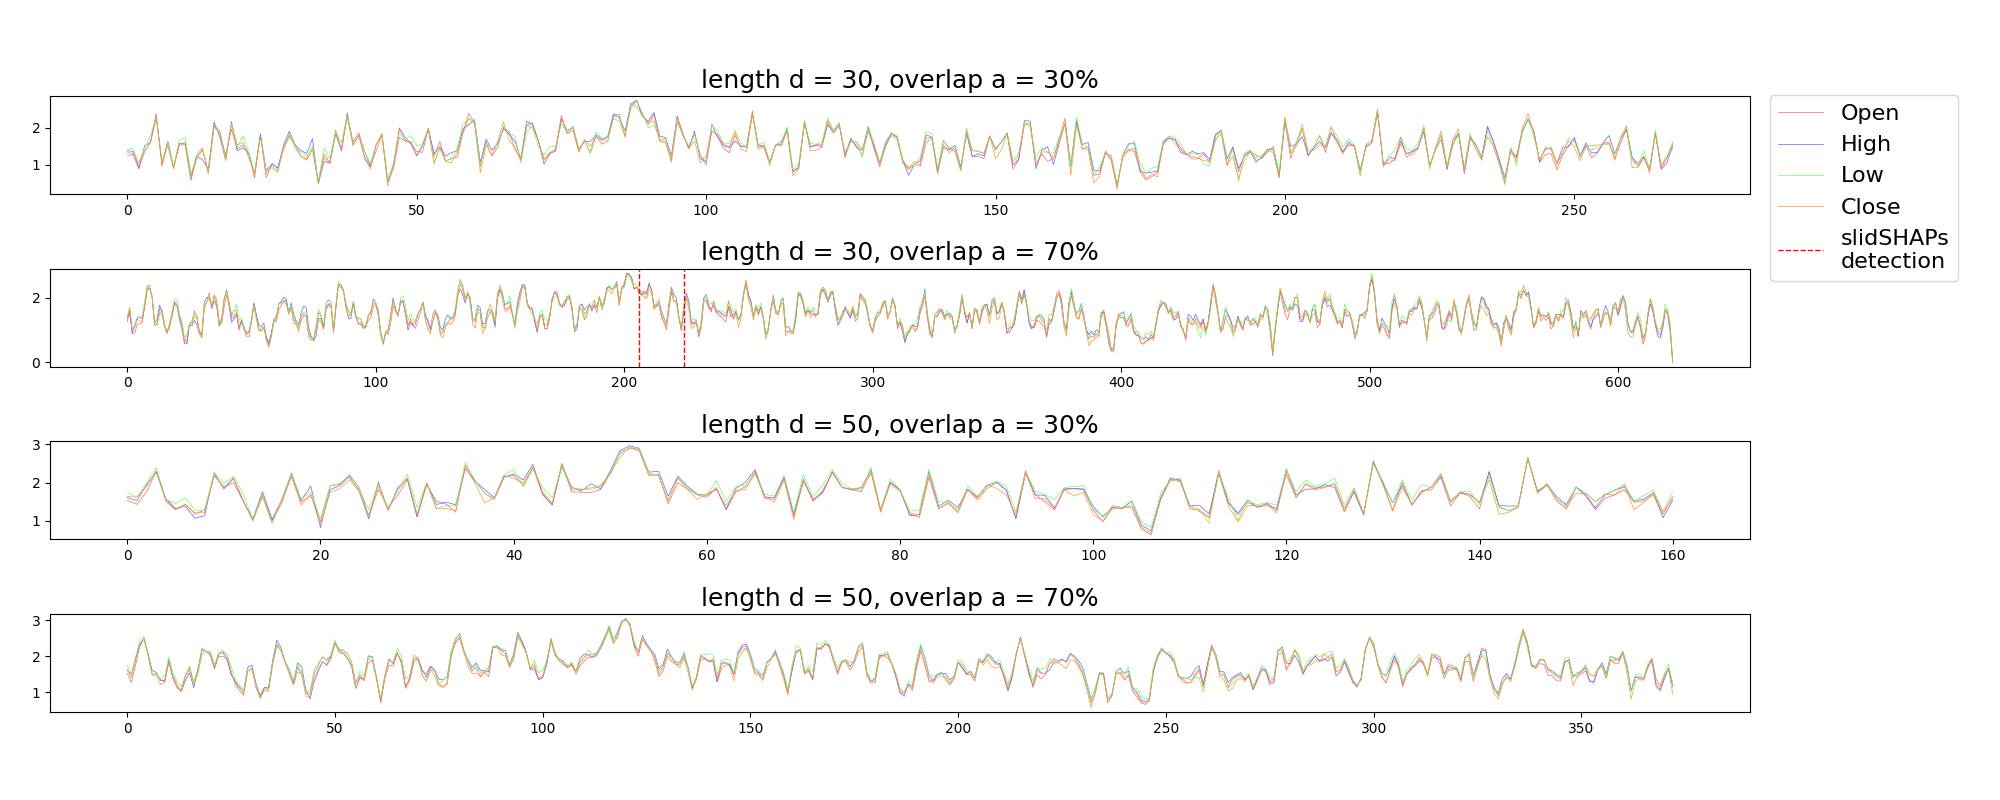 length d = 30, overlap a = 30%
2
1
0 50 100 150 200 250
Open
High
Low
Close
slidSHAPs
detection
length d = 30, overlap a = 70%
2
0
0 100 200 300 400 500 600
length d = 50, overlap a = 30%
3
2
1
0 20 40 60 80 100 120 140 160
length d = 50, overlap a = 70%
3
2
1
0 50 100 150 200 250 300 350